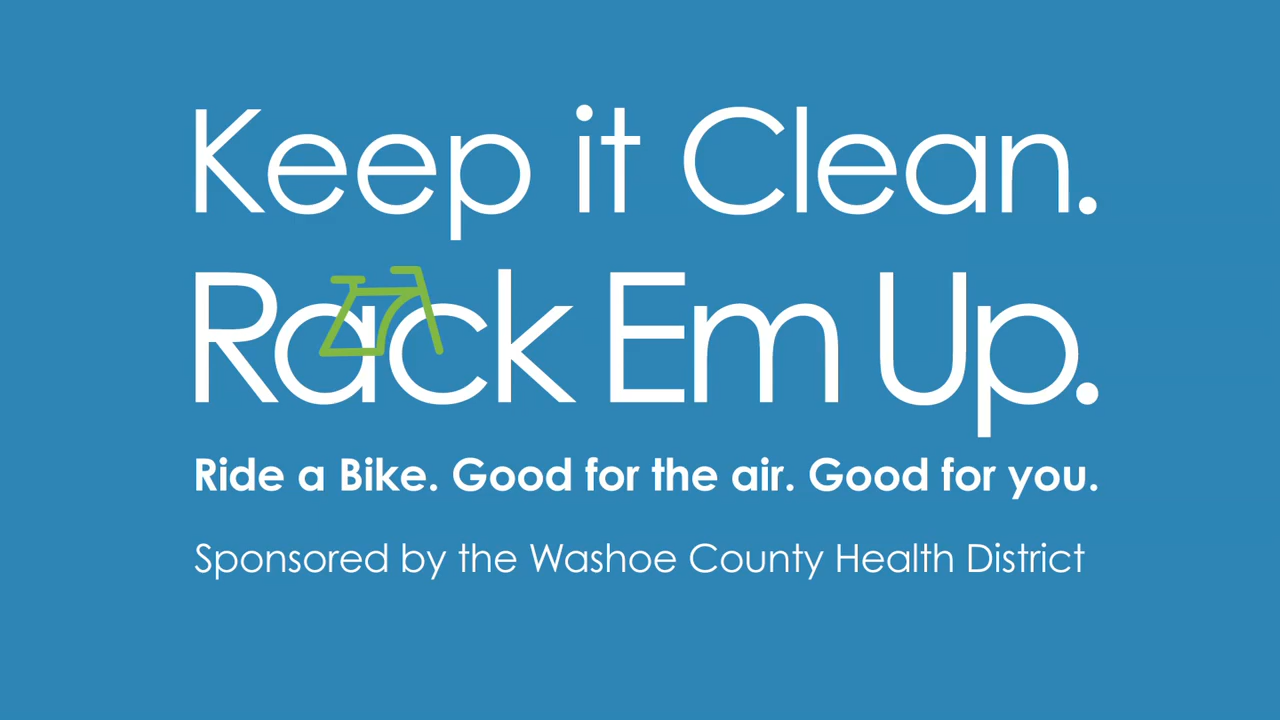 Keep it Clean.
Rack Em Up.
Ride a Bike. Good for the air. Good for you.
Sponsored by the Washoe County Health District